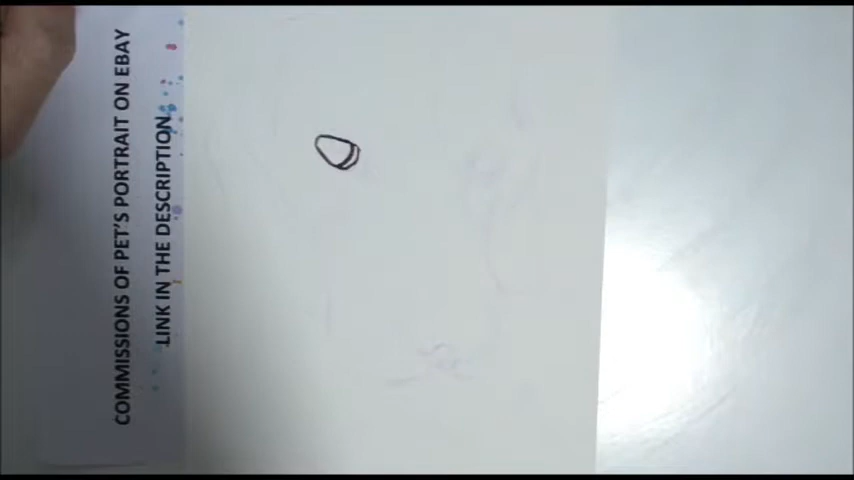 COMMISSIONS OF PET'S PORTRAIT ON EBAY
LINK IN THE DESCRIPTION